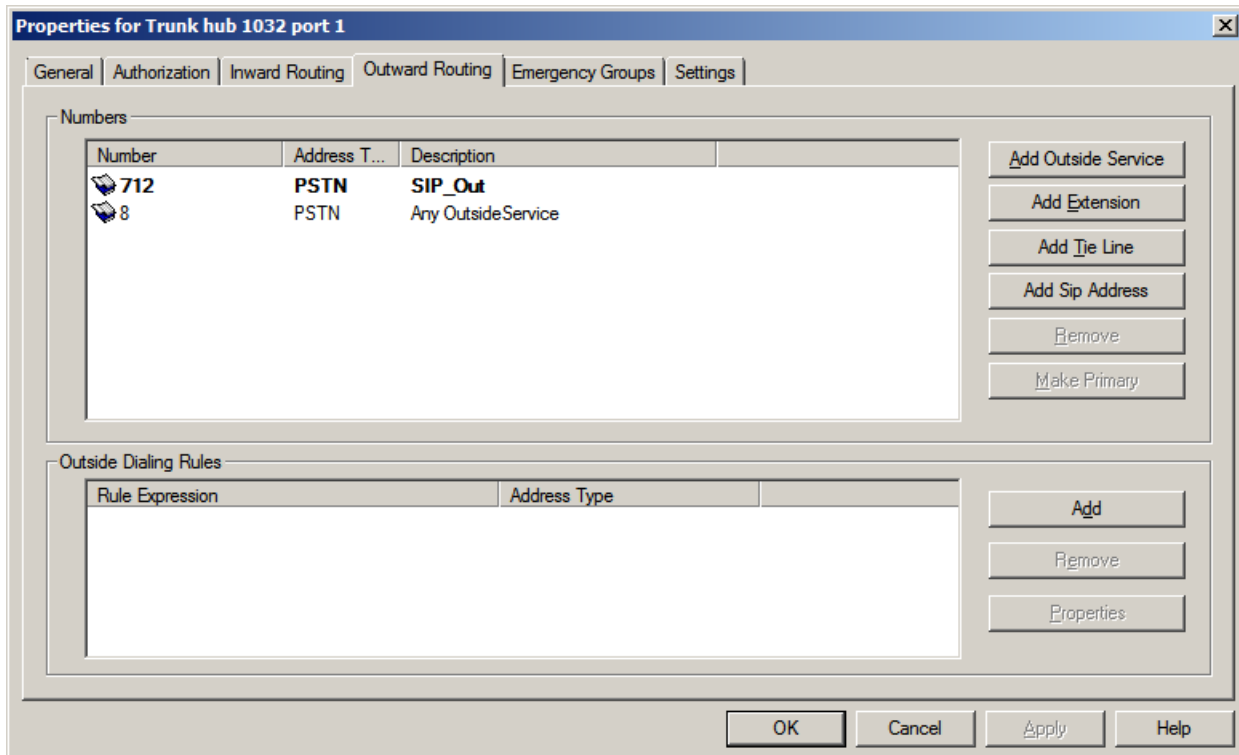 Properties for Trunk hub 1032 port 1
General Authorization Inward Routing Outward Routing Emergency Groups Settings
Numbers
Number Address T... Description
712 PSTN SIP_Out
8 PSTN Any OutsideService
Add Outside Service
Add Extension
Add Tie Line
Add Sip Address
Remove
Make Primary
Outside Dialing Rules
Rule Expression Address Type
Add
Remove
Properties
OK Cancel Apply Help